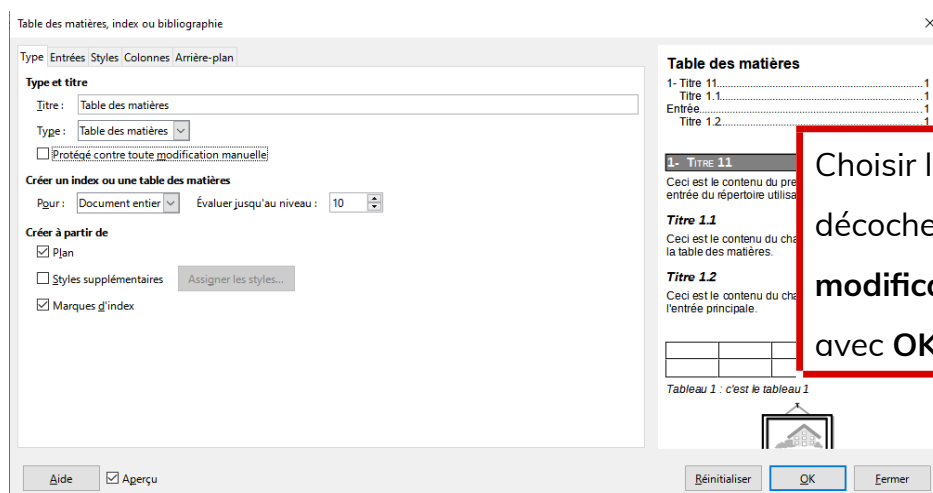 Table des matières, index ou bibliographie
Type Entrées Styles Colonnes Arrière-plan
Type et titre
Titre : Table des matières
Type : Table des matières
Protégé contre toute modification manuelle
Créer un index ou une table des matières
Pour : Document entier Évaluer jusqu'au niveau : 10
Créer à partir de
Plan
Styles supplémentaires Assigner les styles...
Marques d'index
Aide Aperçu
Table des matières
1- Titre 11....................................................1
Titre 1.1....................................................1
Entrée....................................................1
Titre 1.2....................................................1
1- TITRE 11
Ceci est le contenu du
entrée du répertoire
Titre 1.1
Ceci est le contenu du
la table des matières.
Titre 1.2
Ceci est le contenu du
l'entrée principale.
Tableau 1 : c'est le tableau 1
Choisir
avec OK
Réinitialiser OK Fermer